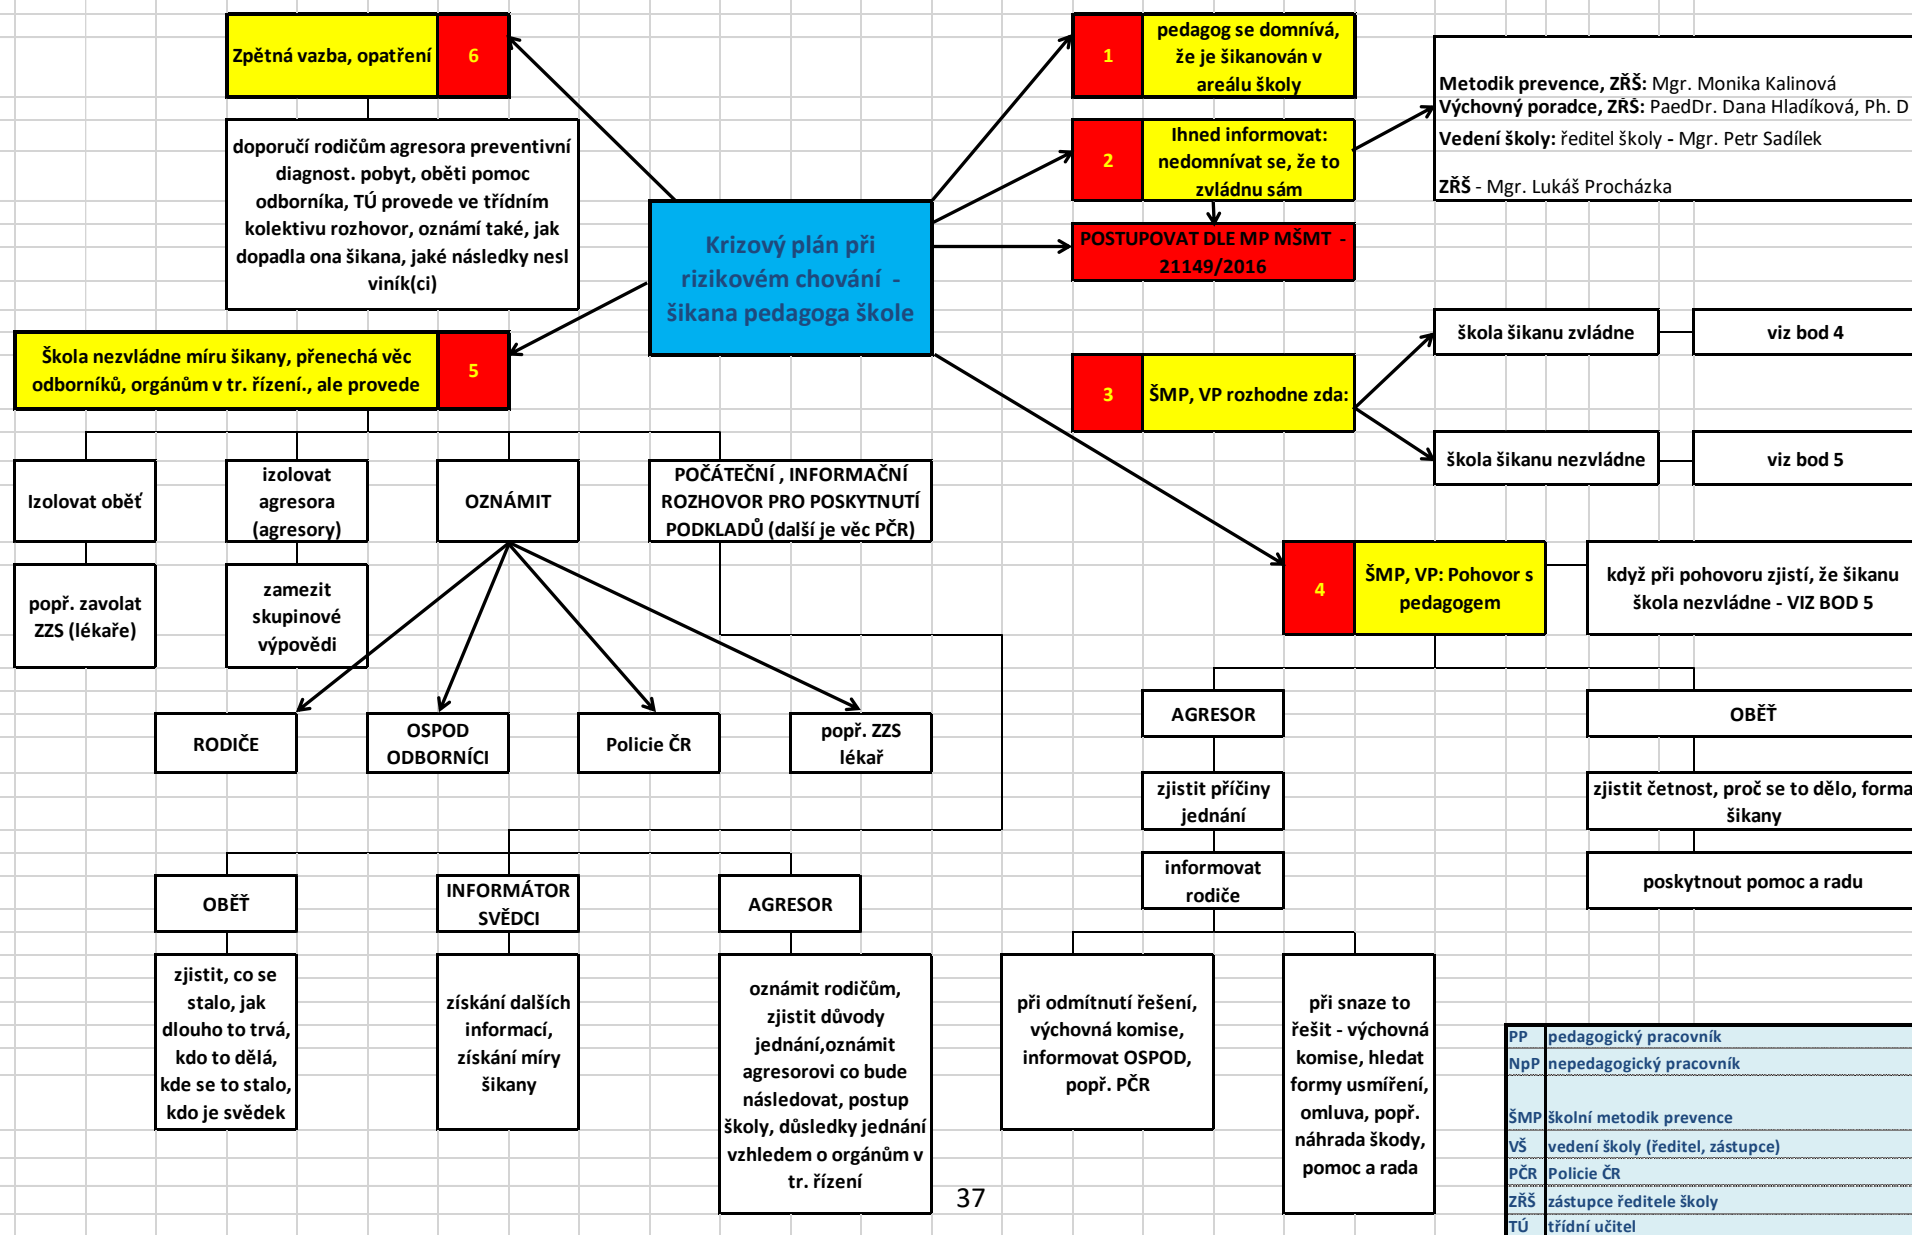 Zpětná vazba, opatření
6
doporučí rodičům agresora preventivní
diagnost. pobyt, oběti pomoc
odborníka, TÚ provede ve třídním
kolektivu rozhovor, oznámí také, jak
dopadla ona šikana, jaké následky nesl
viník(ci)
Škola nezvládne míru šikany, přenechá věc
odborníků, orgánům v tr. řízení., ale provede
5
Krizový plán při
rizikovém chování -
šikana pedagoga škole
1
pedagog se domnívá,
že je šikanován v
areálu školy
2
Ihned informovat:
nedomnívat se, že to
zvládnu sám
POSTUPOVAT DLE MP MŠMT -
21149/2016
Metodik prevence, ZŘŠ: Mgr. Monika Kalinová
Výchovný poradce, ZŘŠ: PaedDr. Dana Hladíková, Ph. D
Vedení školy: ředitel školy - Mgr. Petr Sadílek
ZŘŠ - Mgr. Lukáš Procházka
3
ŠMP, VP rozhodne zda:
škola šikanu zvládne
viz bod 4
škola šikanu nezvládne
viz bod 5
Izolovat oběť
izolovat
agresora
(agresory)
OZNÁMIT
POČÁTEČNÍ , INFORMAČNÍ
ROZHOVOR PRO POSKYTNUTÍ
PODKLADŮ (další je věc PČR)
popř. zavolat
ZZS (lékaře)
zamezit
skupinové
výpovědi
4
ŠMP, VP: Pohovor s
pedagogem
když při pohovoru zjistí, že šikanu
škola nezvládne - VIZ BOD 5
RODIČE
OSPOD
ODBORNÍCI
Policie ČR
popř. ZZS
lékař
AGRESOR
OBĚŤ
zjistit příčiny
jednání
zjistit četnost, proč se to dělo, forma
šikany
informovat
rodiče
poskytnout pomoc a radu
OBĚŤ
INFORMÁTOR
SVĚDCI
AGRESOR
zjistit, co se
stalo, jak
dlouho to trvá,
kdo to dělá,
kde se to stalo,
kdo je svědek
získání dalších
informací,
získání míry
šikany
oznámit rodičům,
zjistit důvody
jednání,oznámit
agresorovi co bude
následovat, postup
školy, důsledky jednání
vzhledem o orgánům v
tr. řízení
při odmítnutí řešení,
výchovná komise,
informovat OSPOD,
popř. PČR
při snaze to
řešit - výchovná
komise, hledat
formy usmíření,
omluva, popř.
náhrada škody,
pomoc a rada
PP pedagogický pracovník
NpP nepedagogický pracovník
ŠMP školní metodik prevence
VŠ vedení školy (ředitel, zástupce)
PČR Policie ČR
ZŘŠ zástupce ředitele školy
TÚ třídní učitel
37